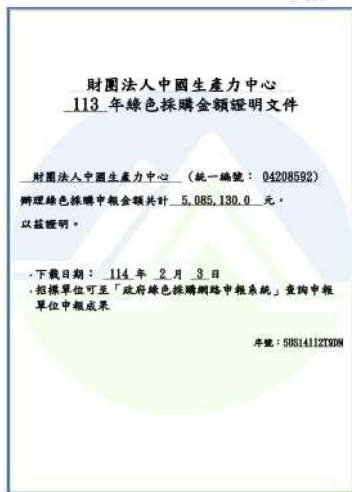 財團法人中國生產力中心
113 年綠色採購金額證明文件
財團法人中國生產力中心 (統一編號: 04208592)
辦理綠色採購申報金額共計 5,085,130.0 元,
以茲證明。
.下載日期: 114 年 2 月 3 日
.招標單位可至「政府綠色採購網路申報系統」查詢申報
單位申報成果
序號:50S14112T9DN